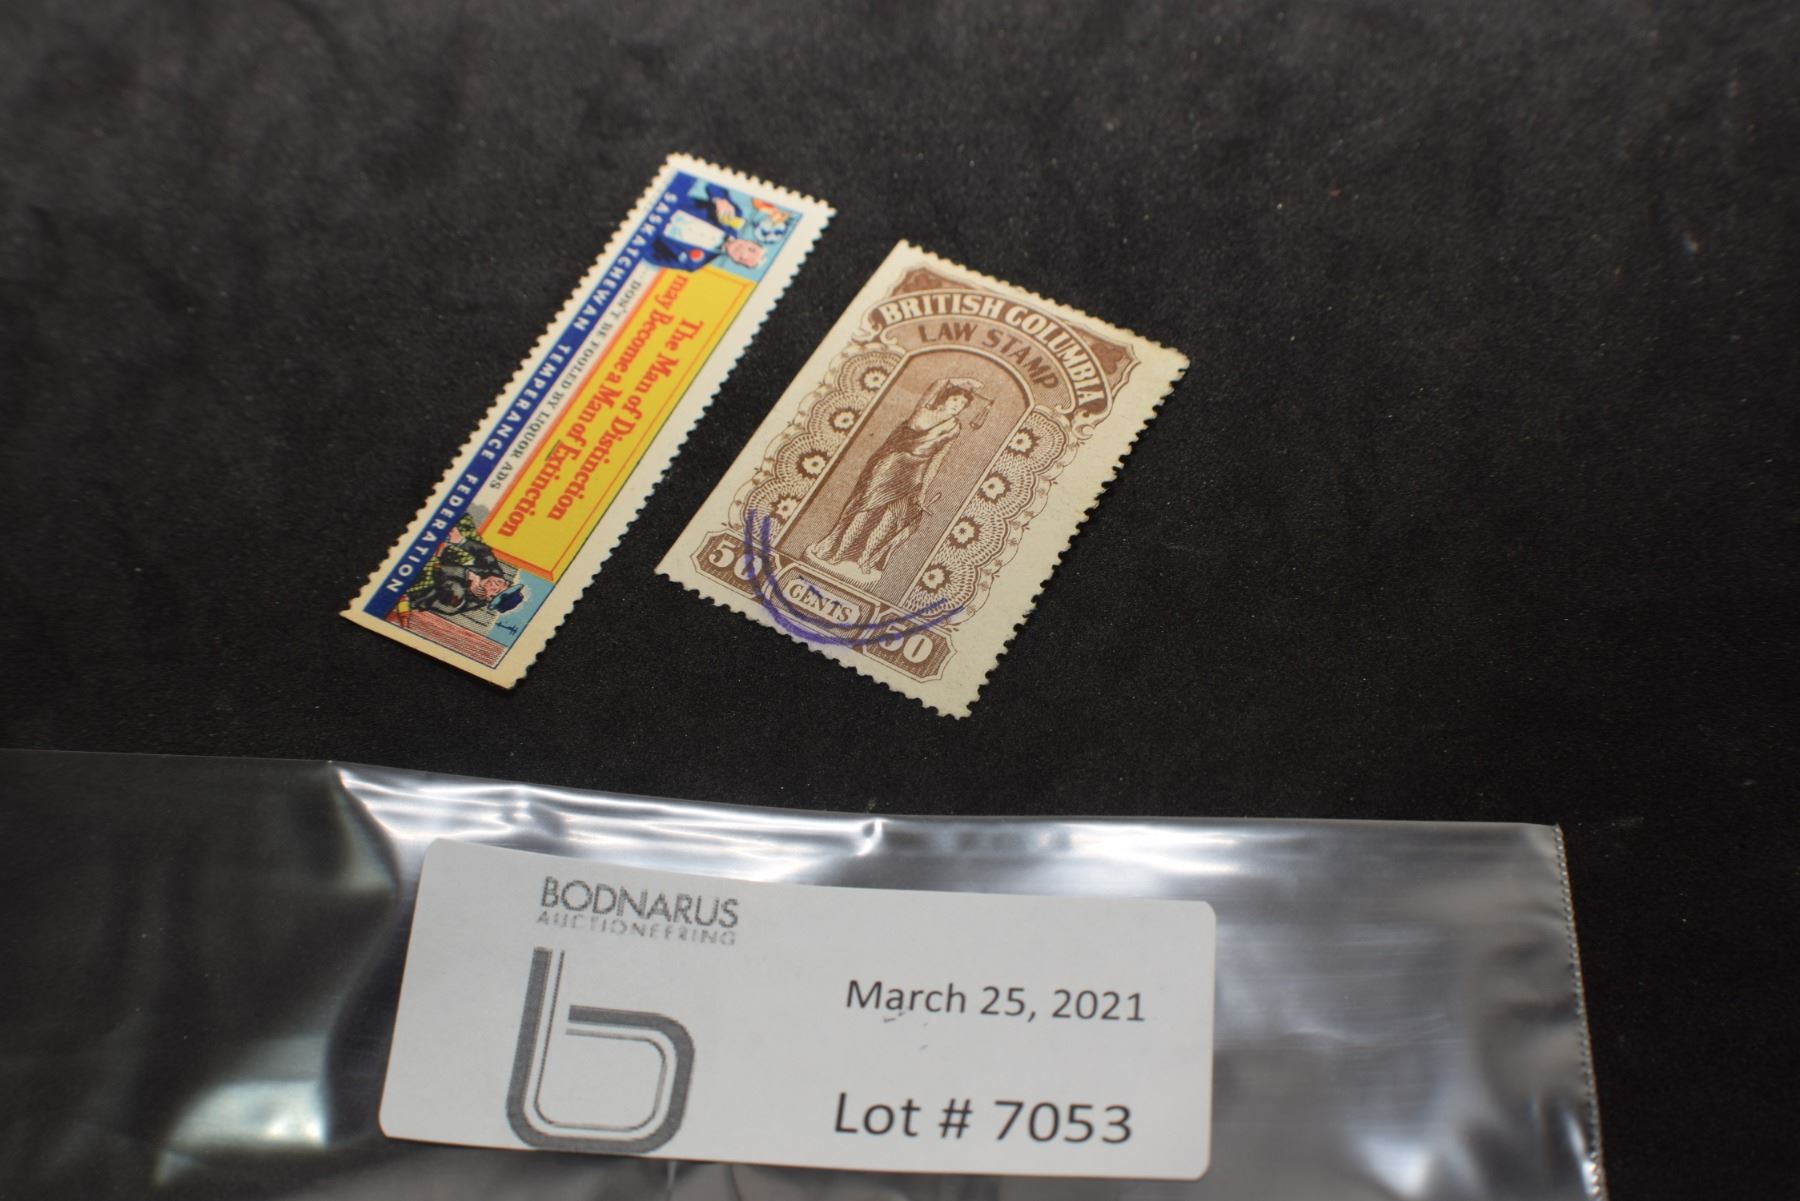 The Man of Distinction
may Become a Man of Extinction
DON'T BE FOOLED BY LIQUOR ADS
SASKATCHEWAN TEMPERANCE FEDERATION
BRITISH COLUMBIA
LAW STAMP
50 CENTS 50
BODNARUS
AUCTIONEERING
March 25, 2021
Lot # 7053